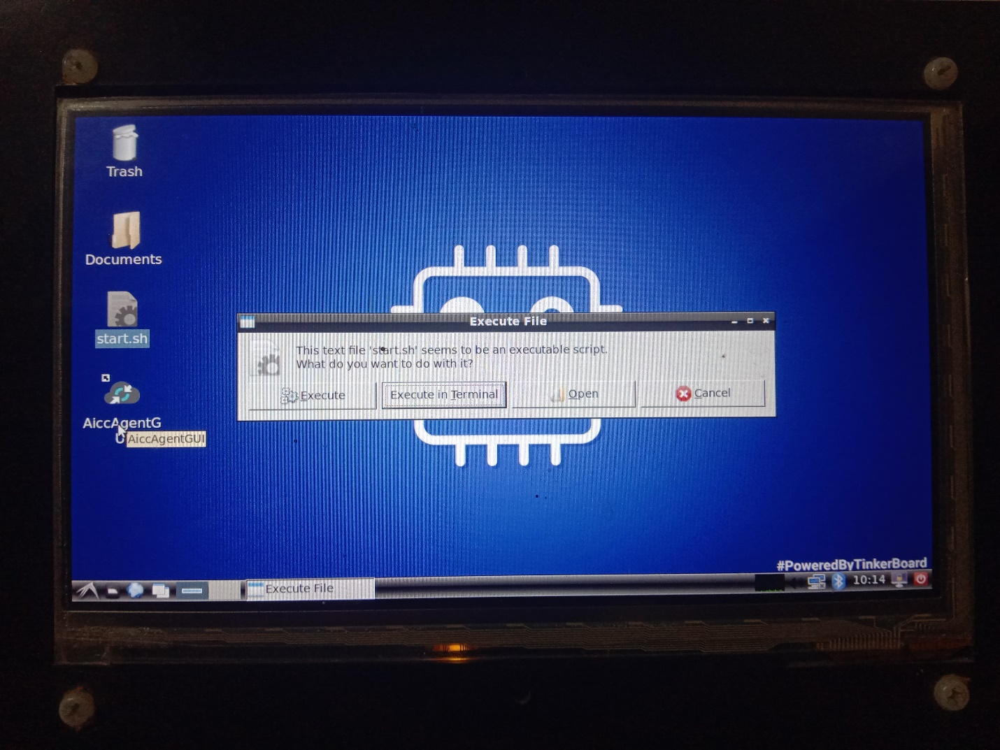 Trash
Documents
start.sh
AiccAgentG
U
AiccAgentGUI
Execute File
This text file 'start.sh' seems to be an executable script.
What do you want to do with it?
Execute
Execute in Terminal
Open
Cancel
#PoweredByTinkerBoard
Execute File
10:14